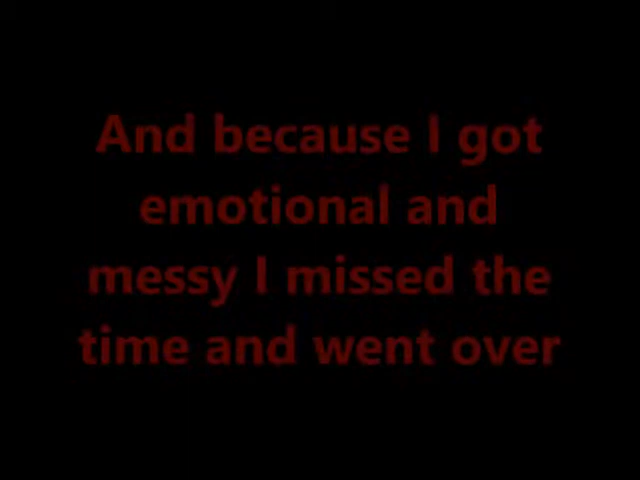 And because I got
emotional and
messy I missed the
time and went over